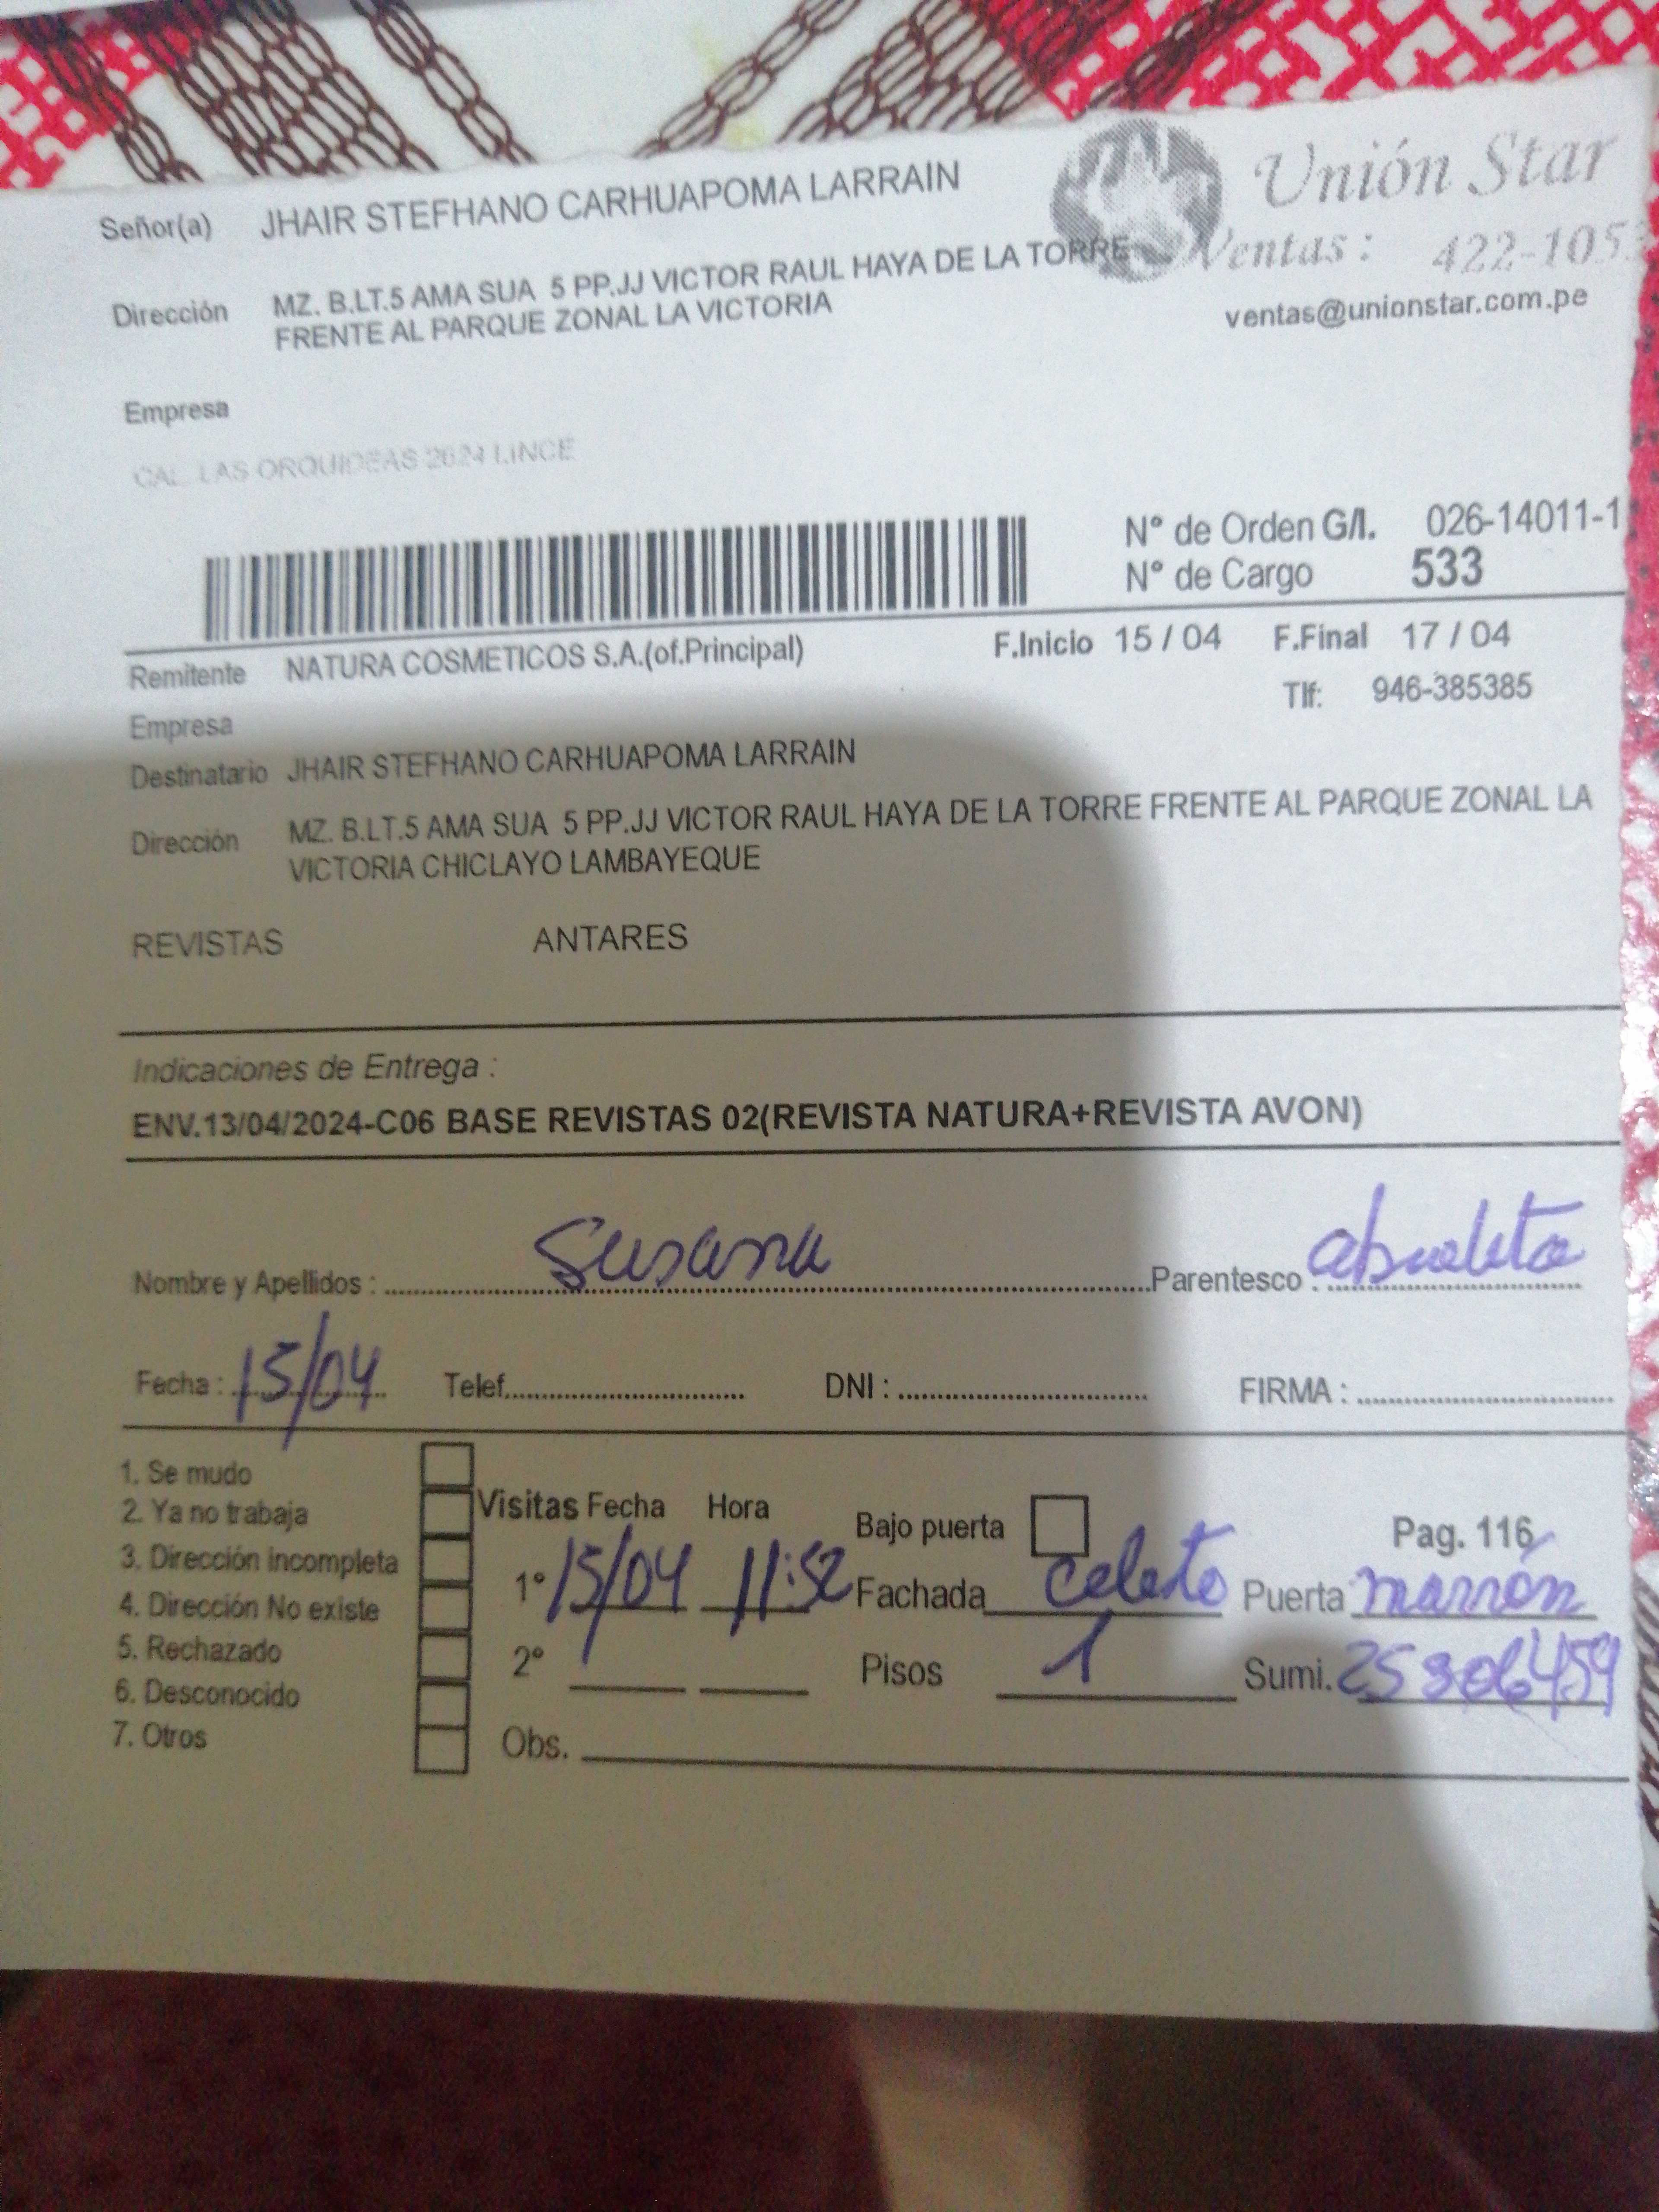 Unión Star
Señor(a) JHAIR STEFHANO CARHUAPOMA LARRAIN
Ventas : 422-1053
Dirección MZ. B.LT.5 AMA SUA 5 PP.JJ VICTOR RAUL HAYA DE LA TORRE
FRENTE AL PARQUE ZONAL LA VICTORIA
ventas@unionstar.com.pe
Empresa
CAL. LAS ORQUIDEAS 2624 LINCE
N° de Orden G/I. 026-14011-1
N° de Cargo 533
Remitente NATURA COSMETICOS S.A.(of.Principal) F.Inicio 15 / 04 F.Final 17 / 04
Tlf: 946-385385
Empresa
Destinatario JHAIR STEFHANO CARHUAPOMA LARRAIN
Dirección MZ. B.LT.5 AMA SUA 5 PP.JJ VICTOR RAUL HAYA DE LA TORRE FRENTE AL PARQUE ZONAL LA
VICTORIA CHICLAYO LAMBAYEQUE
REVISTAS ANTARES
Indicaciones de Entrega :
ENV.13/04/2024-C06 BASE REVISTAS 02(REVISTA NATURA+REVISTA AVON)
Nombre y Apellidos : Susana Parentesco : abuelita
Fecha : 15/04 Telef. DNI : FIRMA :
1. Se mudo
2. Ya no trabaja
3. Dirección incompleta
4. Dirección No existe
5. Rechazado
6. Desconocido
7. Otros
Visitas Fecha Hora Bajo puerta Pag. 116
1° 15/04 11:52 Fachada celeste Puerta marrón
2° Pisos 1 Sumi. 25806459
Obs.